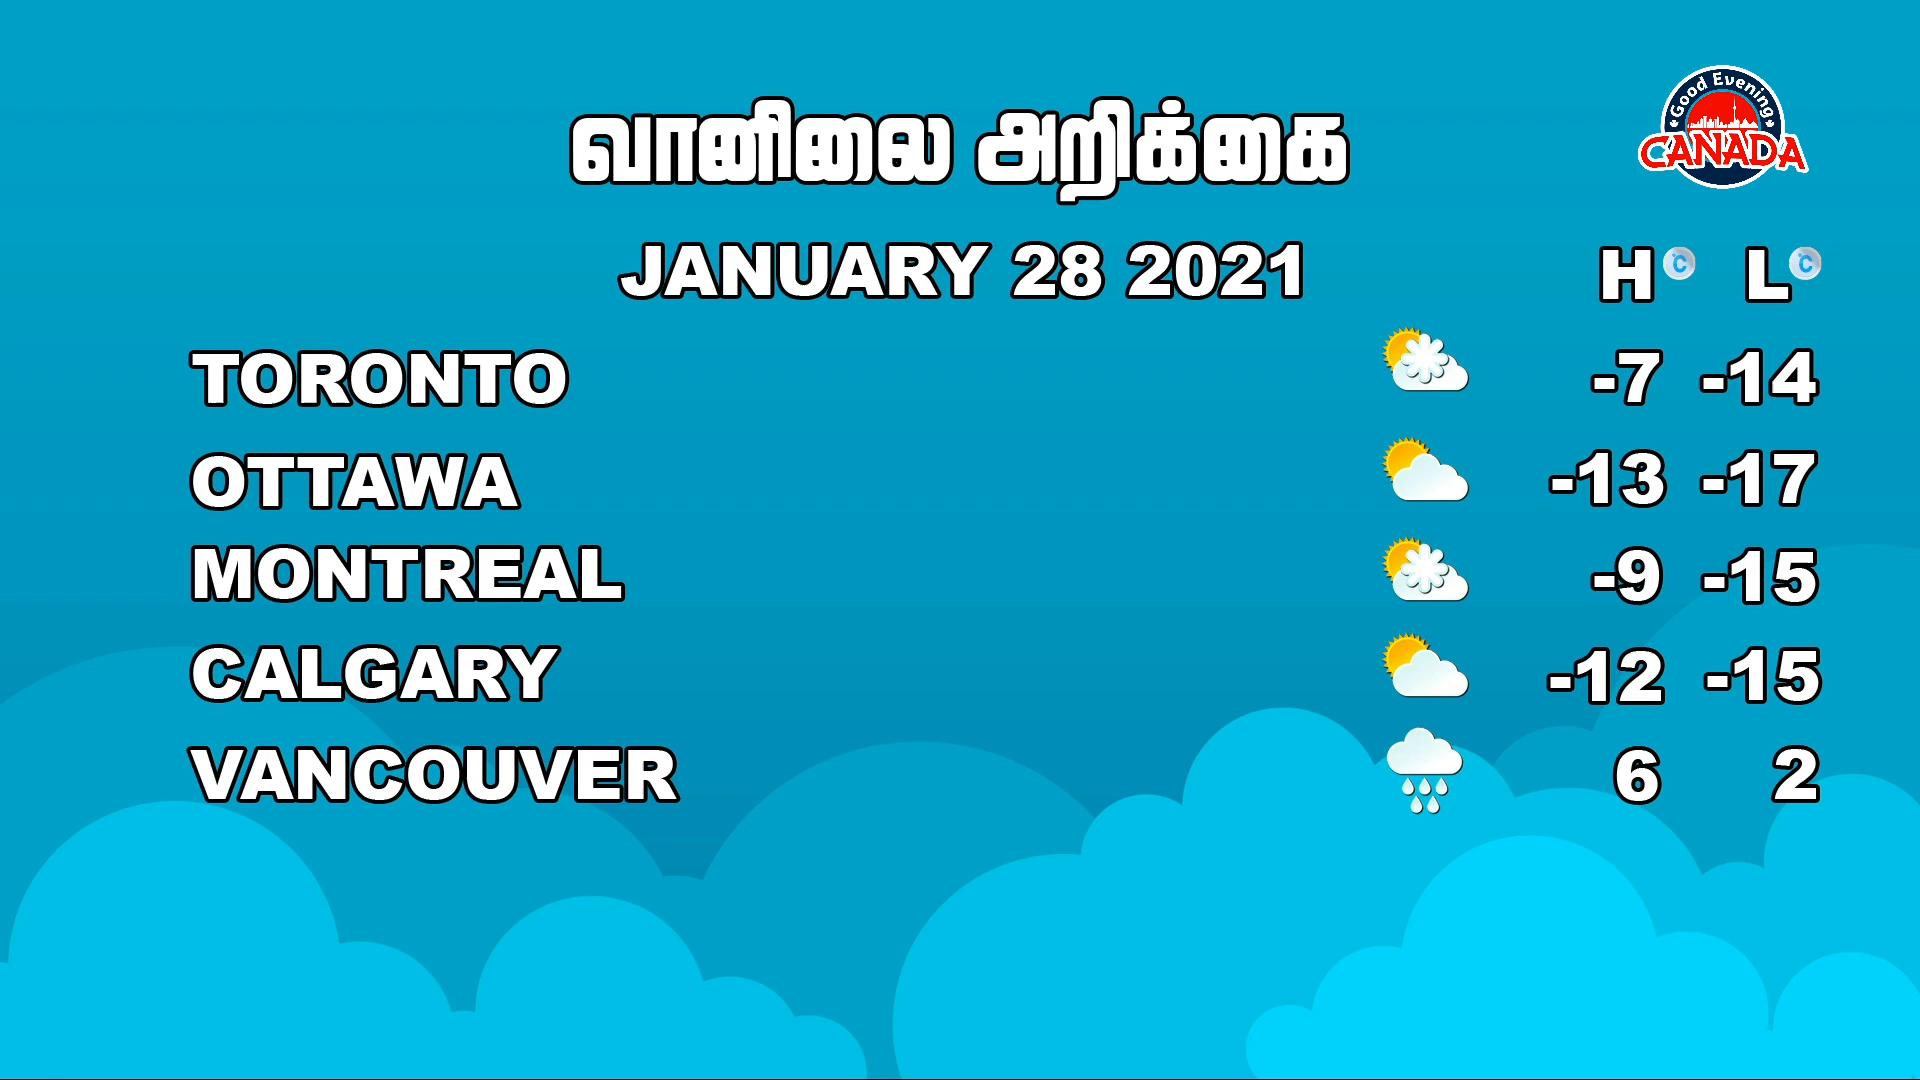 வானிலை அறிக்கை
Good Evening
CANADA
JANUARY 28 2021 H°C L°C
TORONTO -7 -14
OTTAWA -13 -17
MONTREAL -9 -15
CALGARY -12 -15
VANCOUVER 6 2